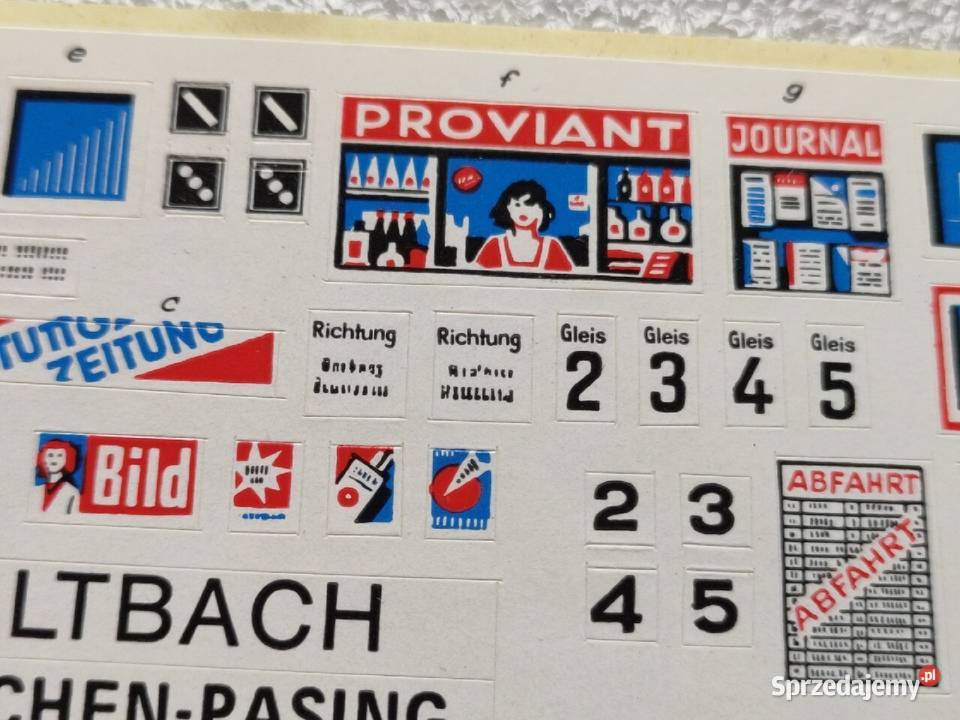 e
f
g
PROVIANT
JOURNAL
c
ZEITUNG
ZEITUNG
Richtung
Richtung
Gleis
2
Gleis
3
Gleis
4
Gleis
5
Bild
2
3
4
5
ABFAHRT
ABFAHRT
LTBACH
CHEN-PASING
Sprzedajemy.pl